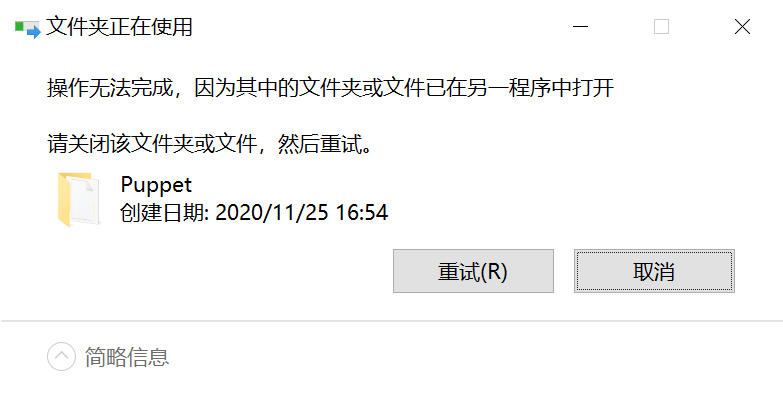 文件夹正在使用
操作无法完成，因为其中的文件夹或文件已在另一程序中打开
请关闭该文件夹或文件，然后重试。
Puppet
创建日期: 2020/11/25 16:54
重试(R)
取消
简略信息